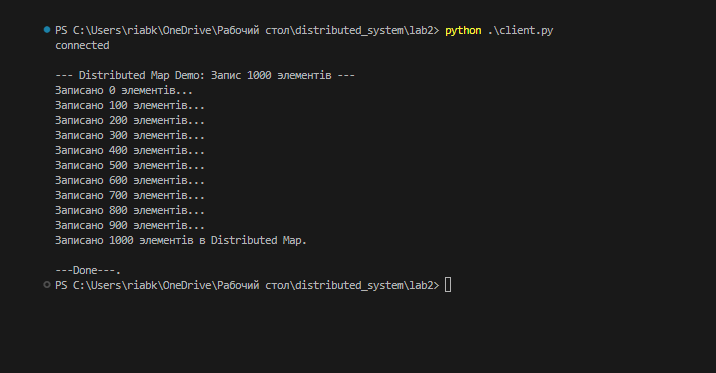 PS C:\Users\riabk\OneDrive\Рабочий стол\distributed_system\lab2> python .\client.py
connected
--- Distributed Map Demo: Запис 1000 элементів ---
Записано 0 элементів...
Записано 100 элементів...
Записано 200 элементів...
Записано 300 элементів...
Записано 400 элементів...
Записано 500 элементів...
Записано 600 элементів...
Записано 700 элементів...
Записано 800 элементів...
Записано 900 элементів...
Записано 1000 элементів в Distributed Map.
---Done---.
PS C:\Users\riabk\OneDrive\Рабочий стол\distributed_system\lab2>